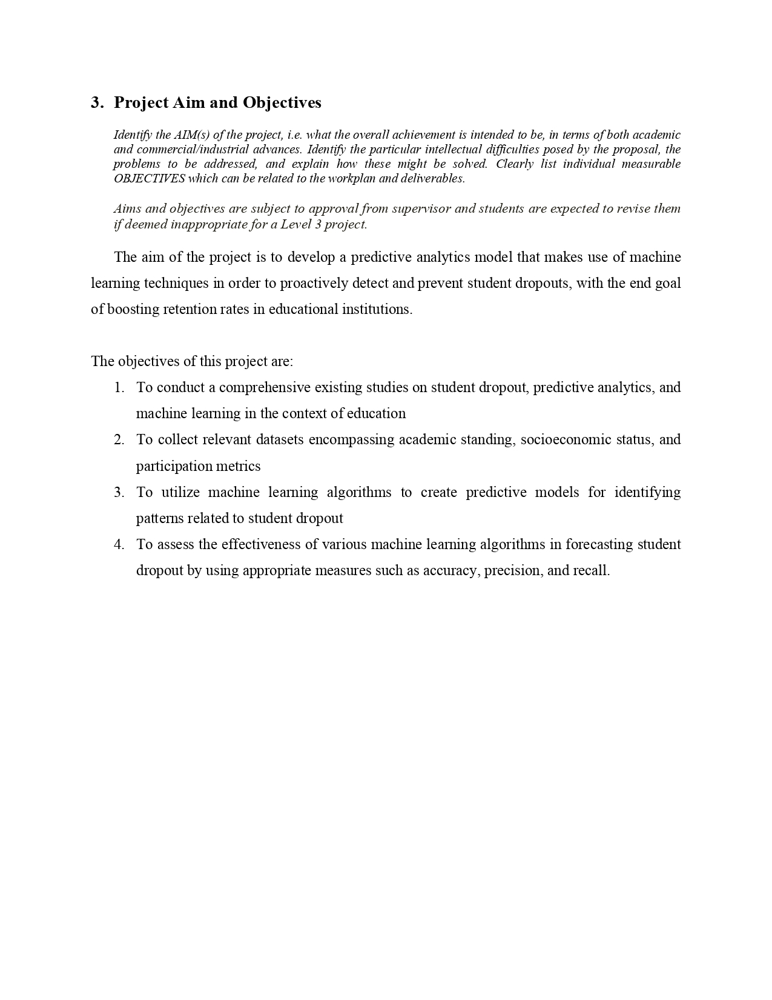 3. Project Aim and Objectives
Identify the AIM(s) of the project, i.e. what the overall achievement is intended to be, in terms of both academic
and commercial/industrial advances. Identify the particular intellectual difficulties posed by the proposal, the
problems to be addressed, and explain how these might be solved. Clearly list individual measurable
OBJECTIVES which can be related to the workplan and deliverables.
Aims and objectives are subject to approval from supervisor and students are expected to revise them
if deemed inappropriate for a Level 3 project.
The aim of the project is to develop a predictive analytics model that makes use of machine
learning techniques in order to proactively detect and prevent student dropouts, with the end goal
of boosting retention rates in educational institutions.
The objectives of this project are:
1. To conduct a comprehensive existing studies on student dropout, predictive analytics, and
machine learning in the context of education
2. To collect relevant datasets encompassing academic standing, socioeconomic status, and
participation metrics
3. To utilize machine learning algorithms to create predictive models for identifying
patterns related to student dropout
4. To assess the effectiveness of various machine learning algorithms in forecasting student
dropout by using appropriate measures such as accuracy, precision, and recall.